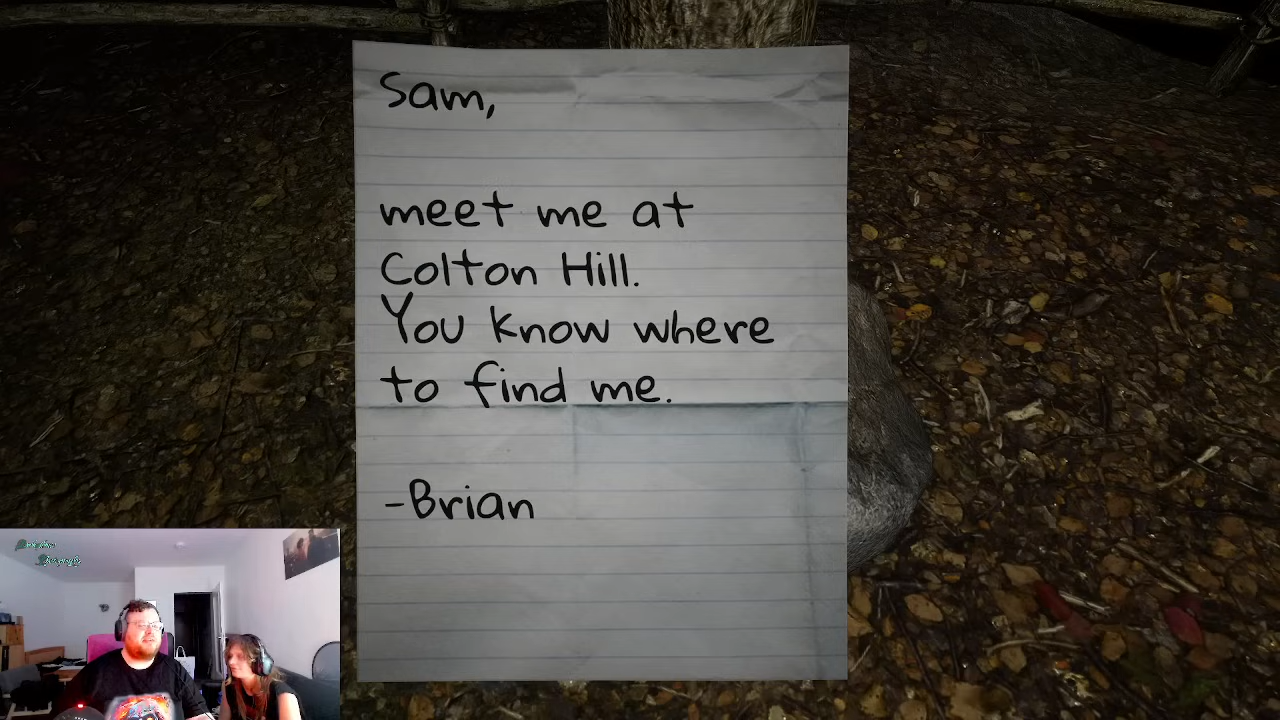 Sam,
meet me at
Colton Hill.
You know where
to find me.
-Brian